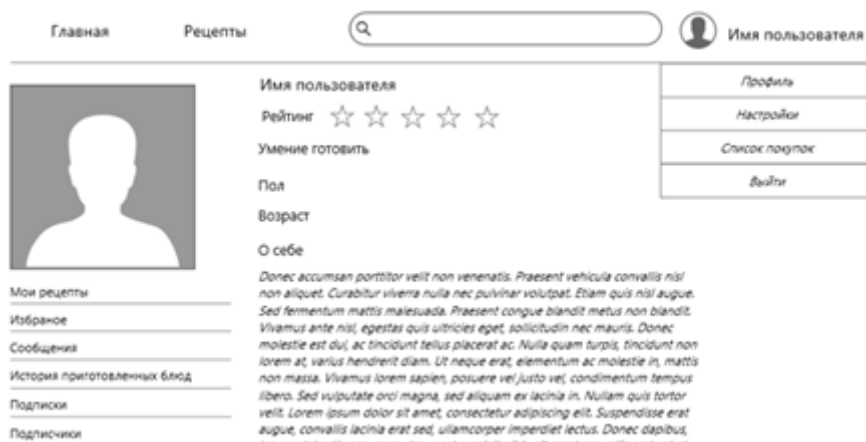 Главная
Рецепты
Имя пользователя
Профиль
Настройки
Список покупок
Выйти
Имя пользователя
Рейтинг
Умение готовить
Пол
Возраст
О себе
Donec accumsan porttitor velit non venenatis. Praesent vehicula convallis nisl
non aliquet. Curabitur viverra nulla nec pulvinar volutpat. Etiam quis nisl augue.
Sed fermentum mattis malesuada. Praesent congue blandit metus non blandit.
Vivamus ante nisl, egestas quis ultricies eget, sollicitudin nec mauris. Donec
molestie est dui, ac tincidunt tellus placerat ac. Nulla quam turpis, tincidunt non
lorem at, varius hendrerit diam. Ut neque erat, elementum ac molestie in, mattis
non massa. Vivamus lorem sapien, posuere vel justo vel, condimentum tempus
libero. Sed vulputate orci magna, sed aliquam ex lacinia in. Nullam quis tortor
velit. Lorem ipsum dolor sit amet, consectetur adipiscing elit. Suspendisse erat
augue, convallis lacinia erat sed, ullamcorper imperdiet lectus. Donec dapibus,
Мои рецепты
Избраное
Сообщения
История приготовленных блюд
Подписки
Подписчики